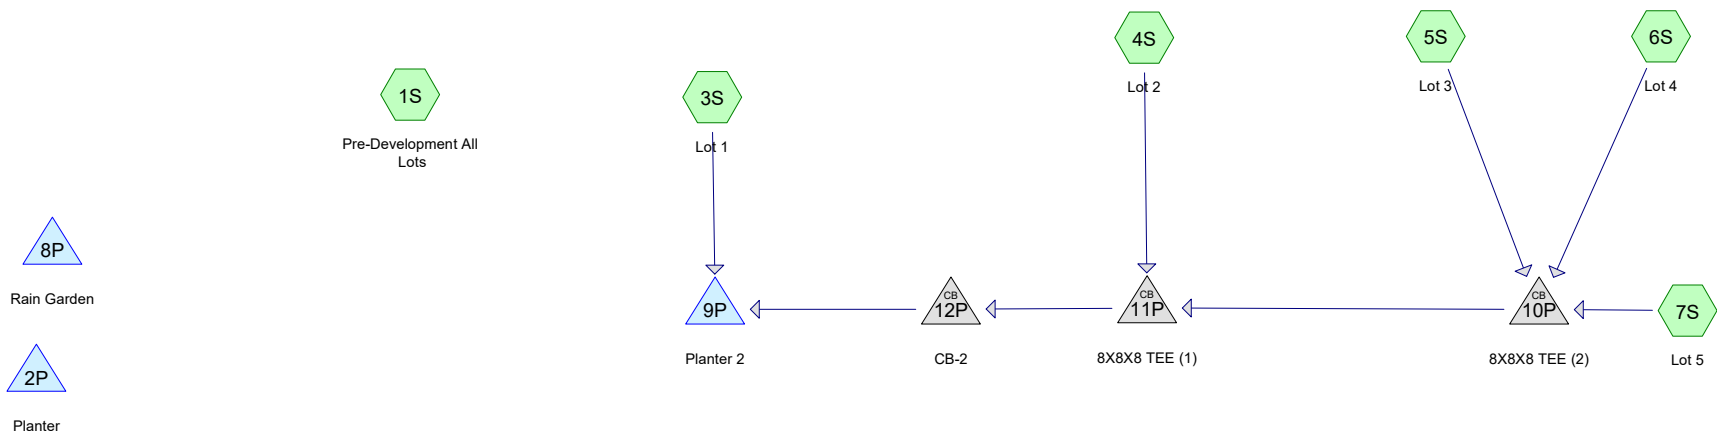 4S
Lot 2
5S
Lot 3
6S
Lot 4
1S
Pre-Development All
Lots
3S
Lot 1
8P
Rain Garden
9P
Planter 2
CB
12P
CB-2
CB
11P
8X8X8 TEE (1)
CB
10P
8X8X8 TEE (2)
7S
Lot 5
2P
Planter